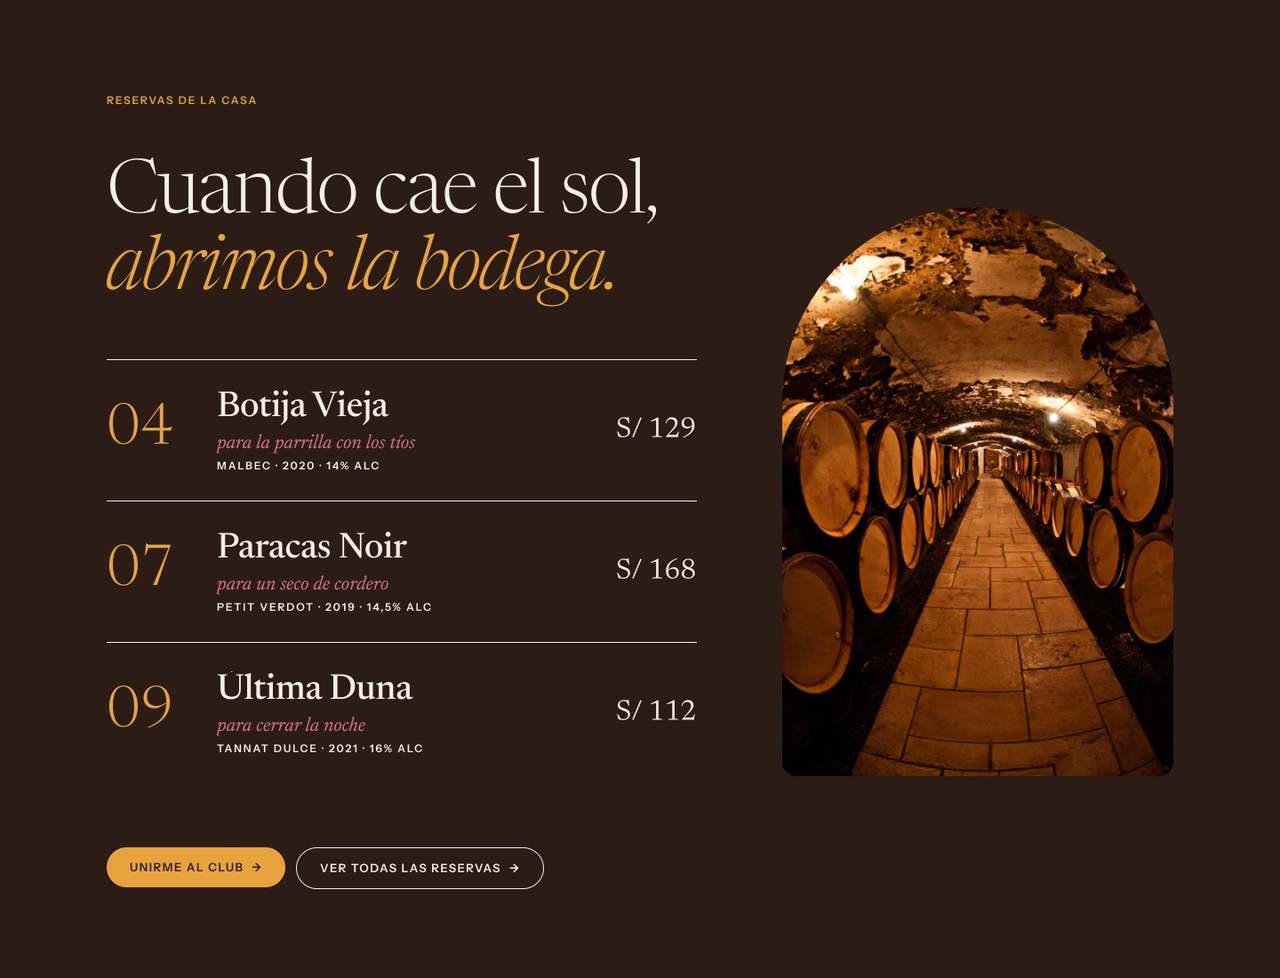 RESERVAS DE LA CASA
Cuando cae el sol,
abrimos la bodega.
04
Botija Vieja
para la parrilla con los tíos
MALBEC · 2020 · 14% ALC
S/ 129
07
Paracas Noir
para un seco de cordero
PETIT VERDOT · 2019 · 14,5% ALC
S/ 168
09
Última Duna
para cerrar la noche
TANNAT DULCE · 2021 · 16% ALC
S/ 112
UNIRME AL CLUB →
VER TODAS LAS RESERVAS →